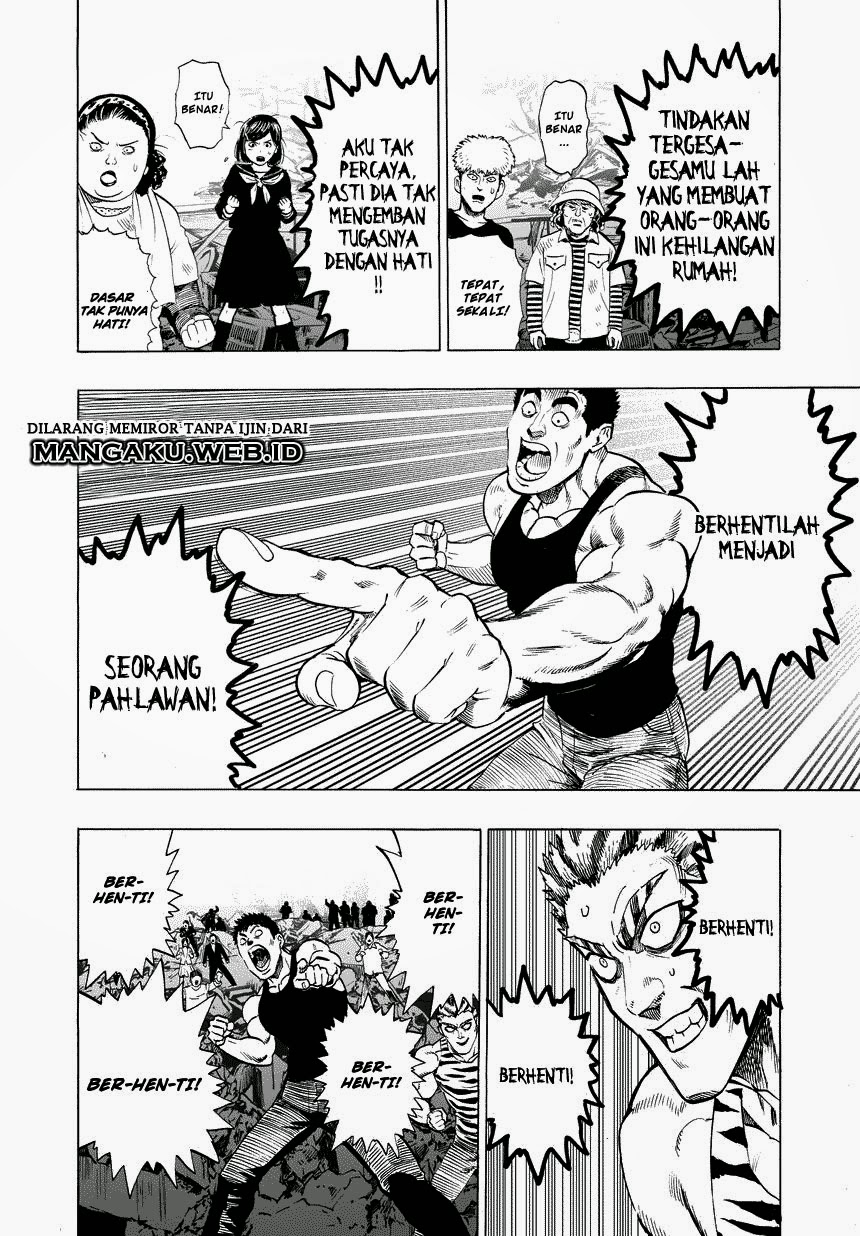 TINDAKAN
TERGESA-
GESAMU LAH
YANG MEMBUAT
ORANG-ORANG
INI KEHILANGAN
RUMAH!
ITU
BENAR
...
TEPAT,
TEPAT
SEKALI!
AKU TAK
PERCAYA,
PASTI DIA TAK
MENGEMBAN
TUGASNYA
DENGAN HATI
!!
ITU
BENAR!
DASAR
TAK PUNYA
HATI!
DILARANG MEMIROR TANPA IJIN DARI
MANGAKU.WEB.ID
BERHENTILAH
MENJADI
SEORANG
PAHLAWAN!
BERHENTI!
BERHENTI!
BER-
HEN-
TI!
BER-
HEN-TI!
BER-
HEN-TI!
BER-HEN-TI!